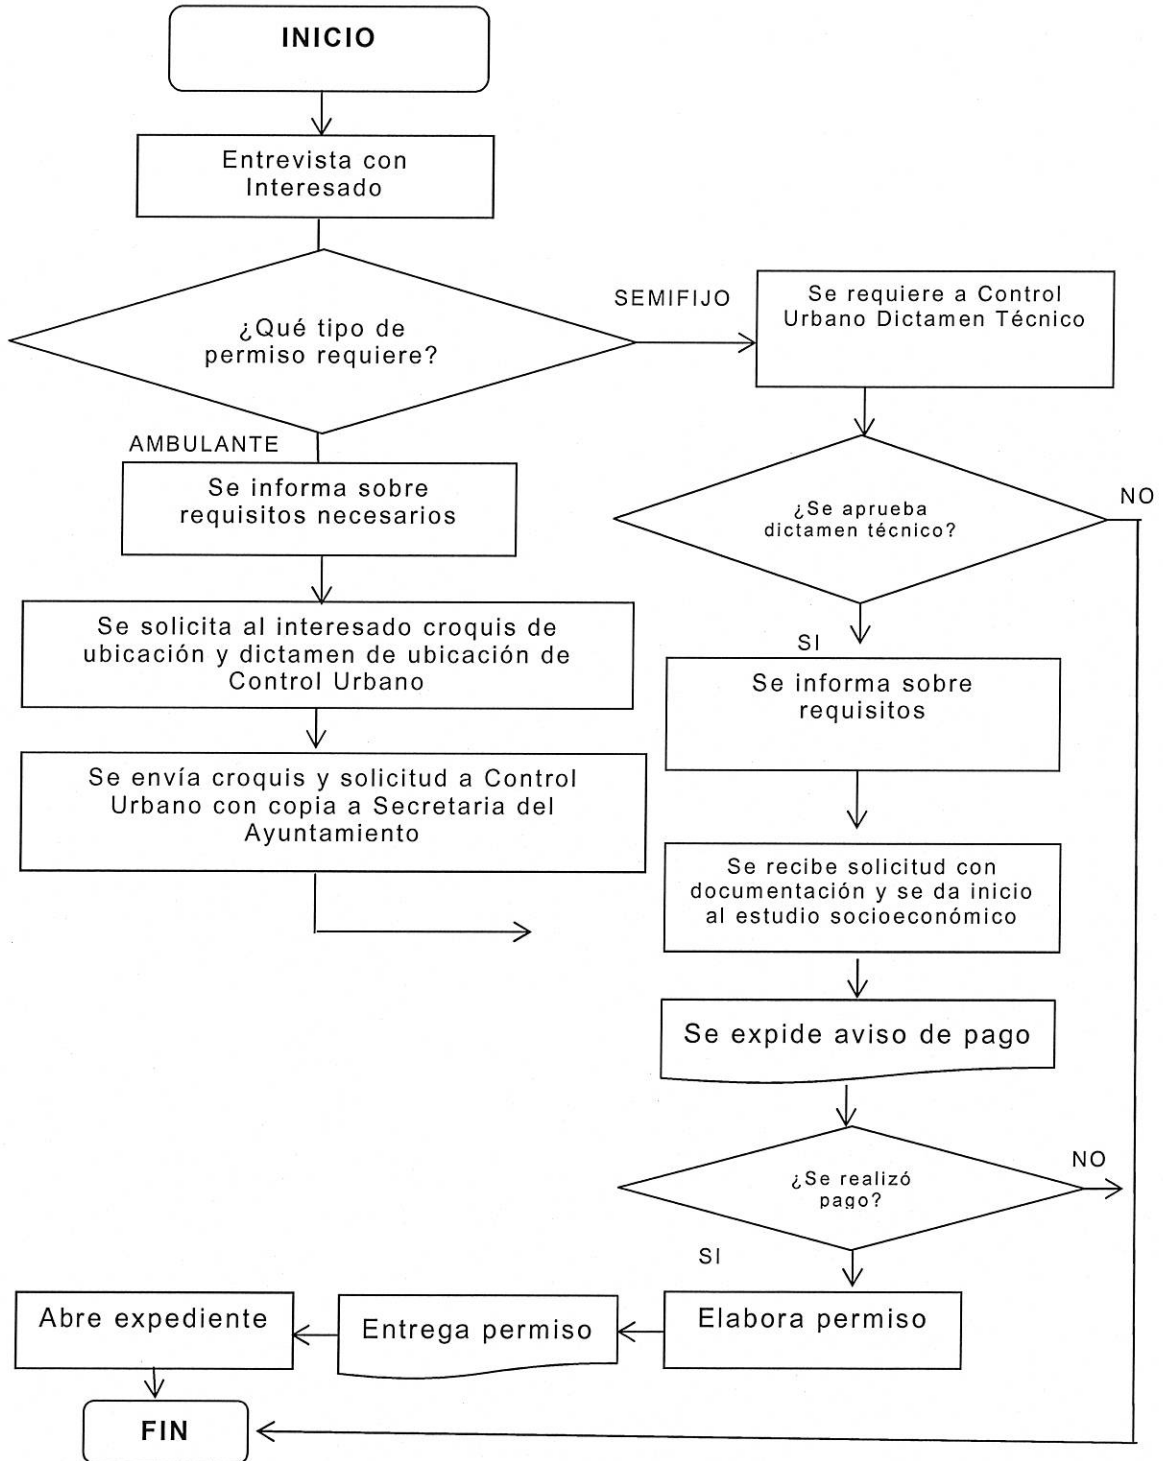 INICIO
Entrevista con
Interesado
¿Qué tipo de
permiso requiere?
SEMIFIJO
Se requiere a Control
Urbano Dictamen Técnico
AMBULANTE
Se informa sobre
requisitos necesarios
¿Se aprueba
dictamen técnico?
NO
Se solicita al interesado croquis de
ubicación y dictamen de ubicación de
Control Urbano
SI
Se informa sobre
requisitos
Se envía croquis y solicitud a Control
Urbano con copia a Secretaria del
Ayuntamiento
Se recibe solicitud con
documentación y se da inicio
al estudio socioeconómico
Se expide aviso de pago
¿Se realizó
pago?
NO
SI
Elabora permiso
Entrega permiso
Abre expediente
FIN